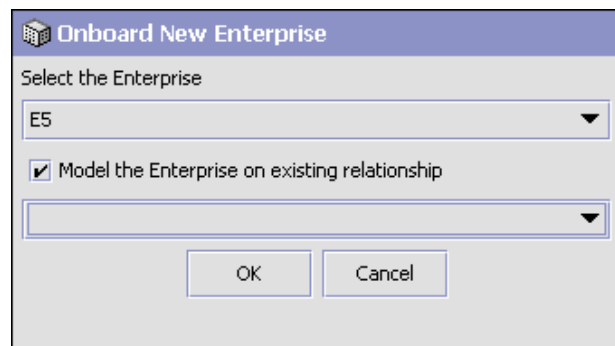 Onboard New Enterprise
Select the Enterprise
E5
Model the Enterprise on existing relationship
OK Cancel